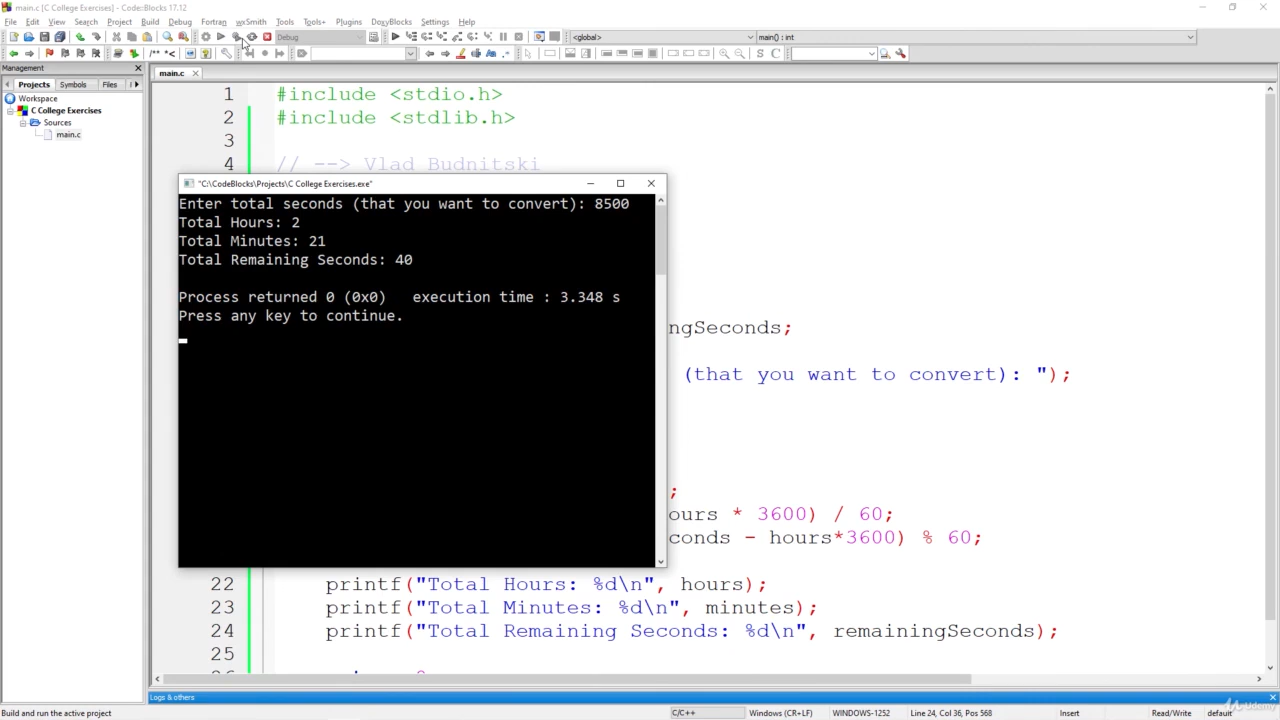 main.c [C College Exercises] - Code::Blocks 17.12
File Edit View Search Project Build Debug Fortran wxSmith Tools Tools+ Plugins DoxyBlocks Settings Help
Debug
<global>
main() : int
/** *<
S C
Management
Projects Symbols Files
Workspace
C College Exercises
Sources
main.c
main.c
1 #include <stdio.h>
2 #include <stdlib.h>
3
4 // --> Vlad Budnitski
"C:\CodeBlocks\Projects\C College Exercises.exe"
Enter total seconds (that you want to convert): 8500
Total Hours: 2
Total Minutes: 21
Total Remaining Seconds: 40
Process returned 0 (0x0) execution time : 3.348 s
Press any key to continue.
ngSeconds;
(that you want to convert): ");
;
ours * 3600) / 60;
conds - hours*3600) % 60;
22 printf("Total Hours: %d\n", hours);
23 printf("Total Minutes: %d\n", minutes);
24 printf("Total Remaining Seconds: %d\n", remainingSeconds);
25
Logs & others
Build and run the active project
C/C++
Windows (CR+LF)
WINDOWS-1252
Line 24, Col 36, Pos 568
Insert
Read/Write
default
Udemy